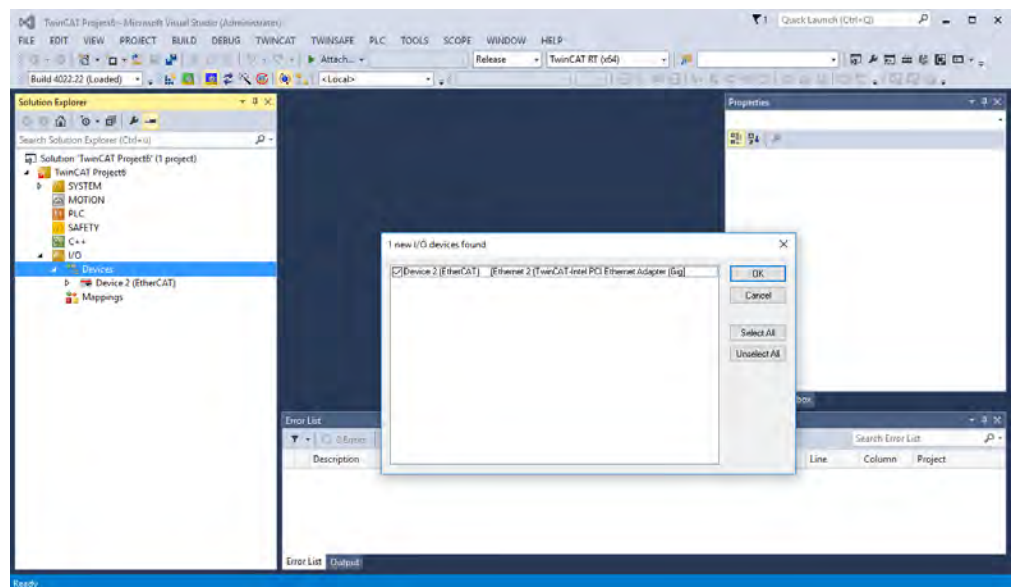 TwinCAT Project6 - Microsoft Visual Studio (Administrator)
1
Quick Launch (Ctrl+Q)
FILE EDIT VIEW PROJECT BUILD DEBUG TWINCAT TWINSAFE PLC TOOLS SCOPE WINDOW HELP
Attach...
Release
TwinCAT RT (x64)
Build 4022.22 (Loaded)
<Local>
Solution Explorer
Search Solution Explorer (Ctrl+ü)
Solution 'TwinCAT Project6' (1 project)
TwinCAT Project6
SYSTEM
MOTION
PLC
SAFETY
C++
I/O
Devices
Device 2 (EtherCAT)
Mappings
Properties
1 new I/O devices found
Device 2 (EtherCAT) [Ethernet 2 (TwinCAT-Intel PCI Ethernet Adapter (Gig]
OK
Cancel
Select All
Unselect All
box
Error List
0 Errors
Search Error List
Description
Line Column Project
Error List Output
Ready